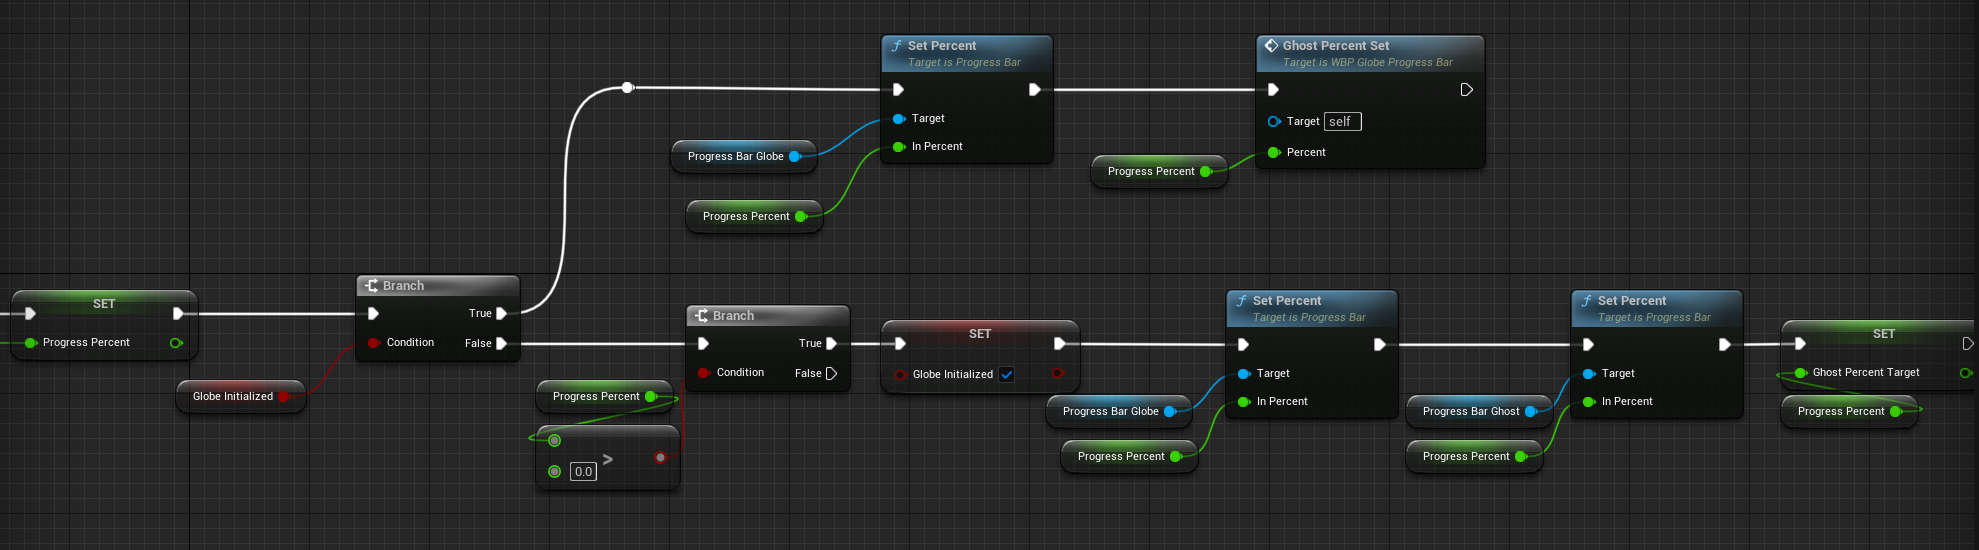 Set Percent
Target is Progress Bar
Target
In Percent
Progress Bar Globe
Progress Percent
Ghost Percent Set
Target is WBP Globe Progress Bar
Target self
Percent
Progress Percent
SET
Progress Percent
Globe Initialized
Branch
True
Condition
False
Progress Percent
>
0.0
Branch
True
Condition
False
SET
Globe Initialized
Set Percent
Target is Progress Bar
Target
In Percent
Progress Bar Globe
Progress Percent
Set Percent
Target is Progress Bar
Target
In Percent
Progress Bar Ghost
Progress Percent
SET
Ghost Percent Target
Progress Percent